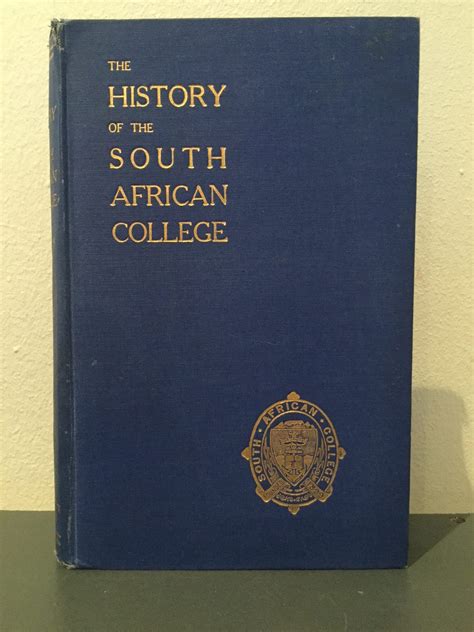 THE
HISTORY
OF THE
SOUTH
AFRICAN
COLLEGE
SOUTH · AFRICAN · COLLEGE